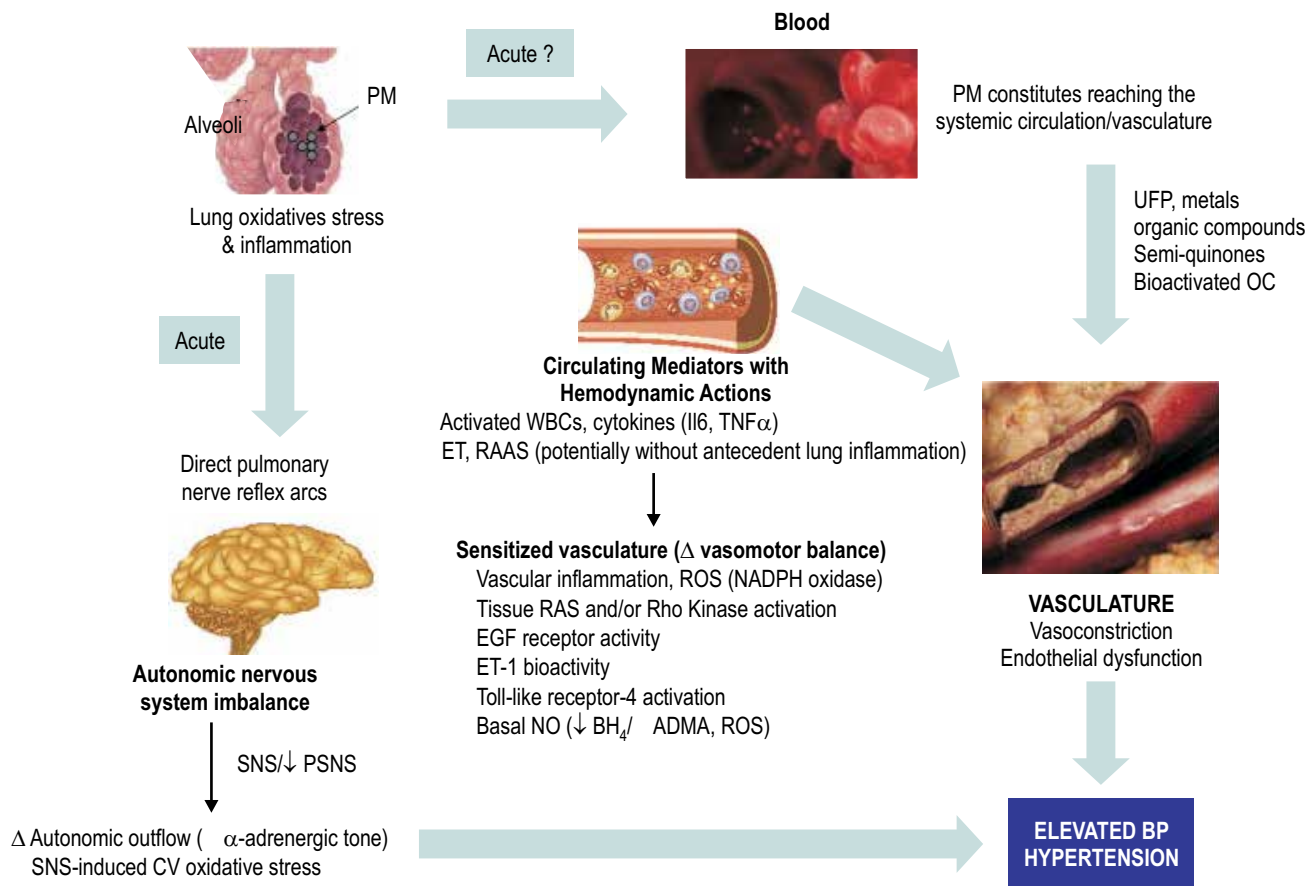 Blood
Acute ?
PM
Alveoli
PM constitutes reaching the
systemic circulation/vasculature
Lung oxidatives stress
& inflammation
UFP, metals
organic compounds
Semi-quinones
Bioactivated OC
Acute
Circulating Mediators with
Hemodynamic Actions
Activated WBCs, cytokines (Il6, TNFα)
ET, RAAS (potentially without antecedent lung inflammation)
Direct pulmonary
nerve reflex arcs
Sensitized vasculature (Δ vasomotor balance)
Vascular inflammation, ROS (NADPH oxidase)
Tissue RAS and/or Rho Kinase activation
EGF receptor activity
ET-1 bioactivity
Toll-like receptor-4 activation
Basal NO (↓ BH₄/ ADMA, ROS)
VASCULATURE
Vasoconstriction
Endothelial dysfunction
Autonomic nervous
system imbalance
SNS/↓ PSNS
Δ Autonomic outflow ( α-adrenergic tone)
SNS-induced CV oxidative stress
ELEVATED BP
HYPERTENSION